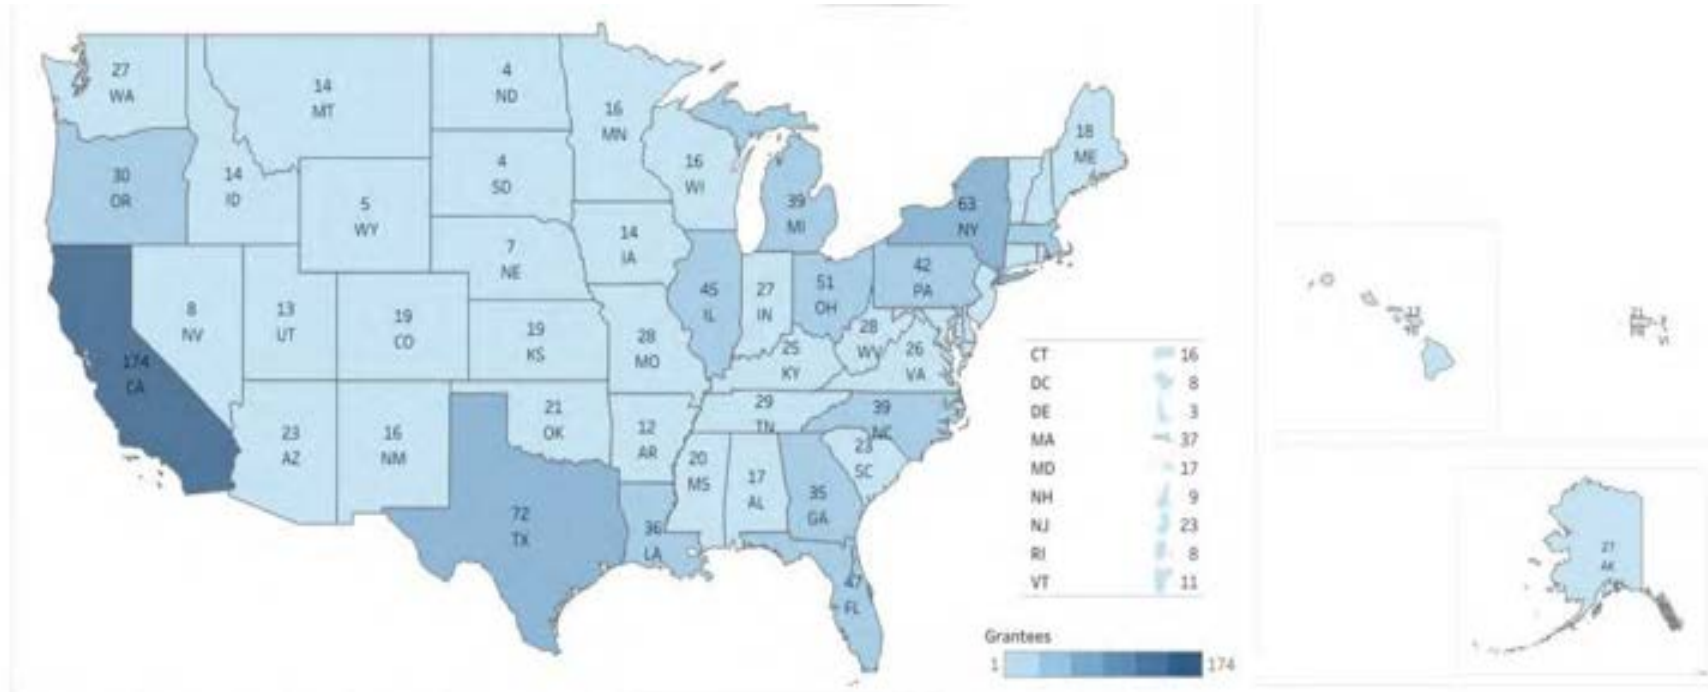 27
WA
14
MT
4
ND
16
MN
18
ME
30
OR
14
ID
4
SD
16
WI
39
MI
63
NY
5
WY
7
NE
14
IA
42
PA
8
NV
13
UT
19
CO
19
KS
28
MO
45
IL
27
IN
51
OH
28
WV
26
VA
25
KY
174
CA
23
AZ
16
NM
21
OK
12
AR
29
TN
39
NC
23
SC
20
MS
17
AL
35
GA
72
TX
36
LA
47
FL
CT 16
DC 8
DE 3
MA 37
MD 17
NH 9
NJ 23
RI 8
VT 11
Grantees
1 174
27
AK